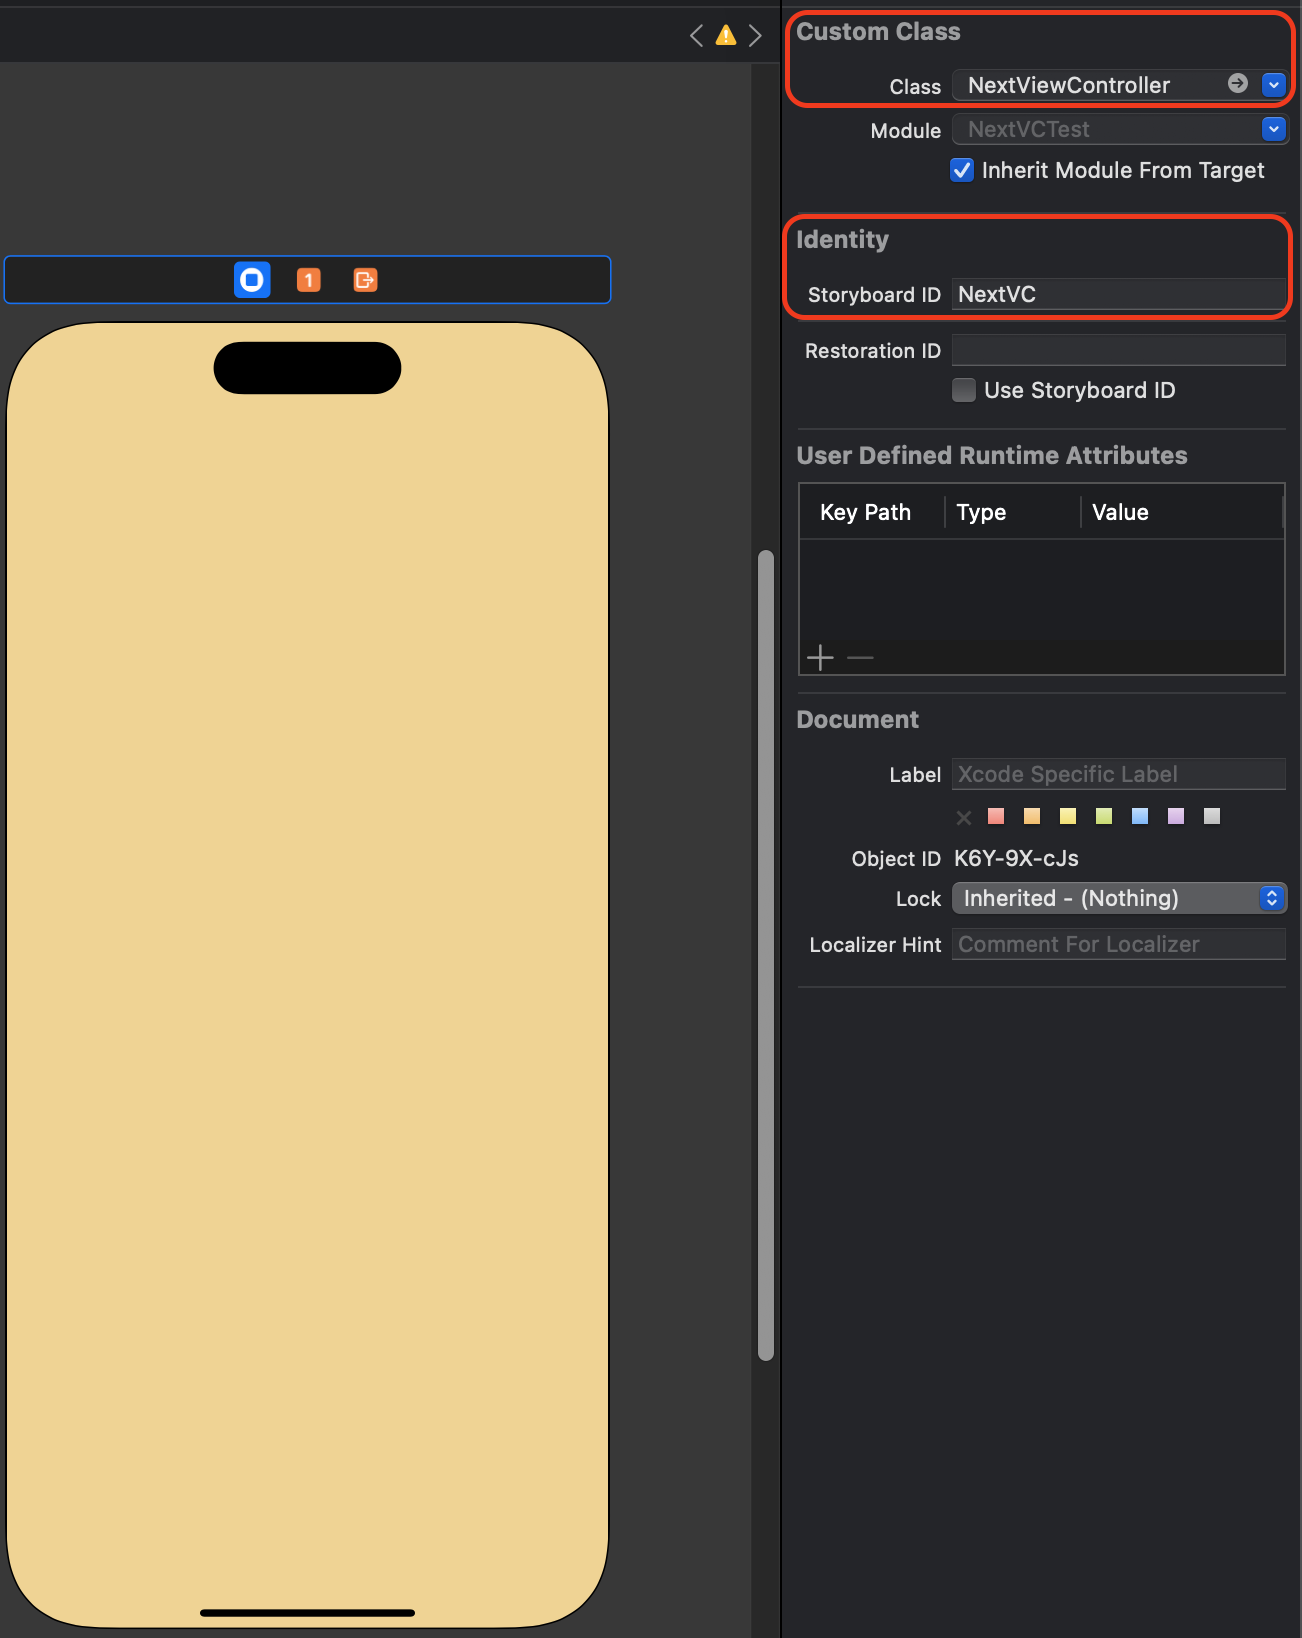 Custom Class
Class NextViewController
Module NextVCTest
Inherit Module From Target
Identity
Storyboard ID NextVC
1
Restoration ID
Use Storyboard ID
User Defined Runtime Attributes
Key Path Type Value
Document
Label Xcode Specific Label
Object ID K6Y-9X-cJs
Lock Inherited - (Nothing)
Localizer Hint Comment For Localizer